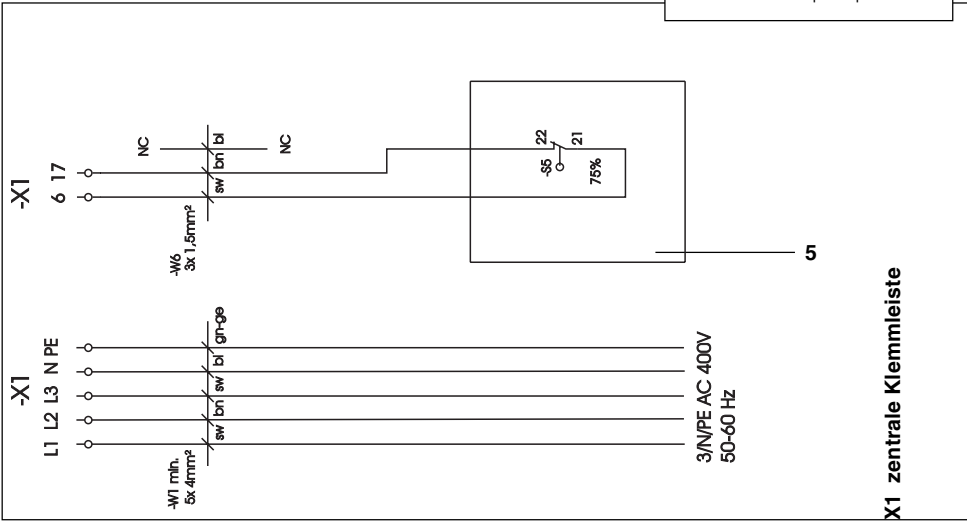 -X1
6 17
NC
NC
sw bn bl
-W6
3x 1,5mm²
22
21
-S5
75%
5
-X1
L1 L2 L3 N PE
sw bn sw bl gn-ge
-W1 min.
5x 4mm²
3/N/PE AC 400V
50-60 Hz
X1 zentrale Klemmleiste